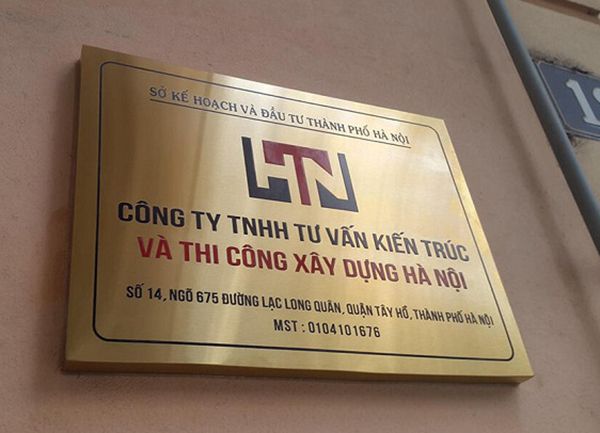 SỞ KẾ HOẠCH VÀ ĐẦU TƯ THÀNH PHỐ HÀ NỘI
HTN
CÔNG TY TNHH TƯ VẤN KIẾN TRÚC
VÀ THI CÔNG XÂY DỰNG HÀ NỘI
SỐ 14, NGÕ 675 ĐƯỜNG LẠC LONG QUÂN, QUẬN TÂY HỒ, THÀNH PHỐ HÀ NỘI
MST : 0104101676